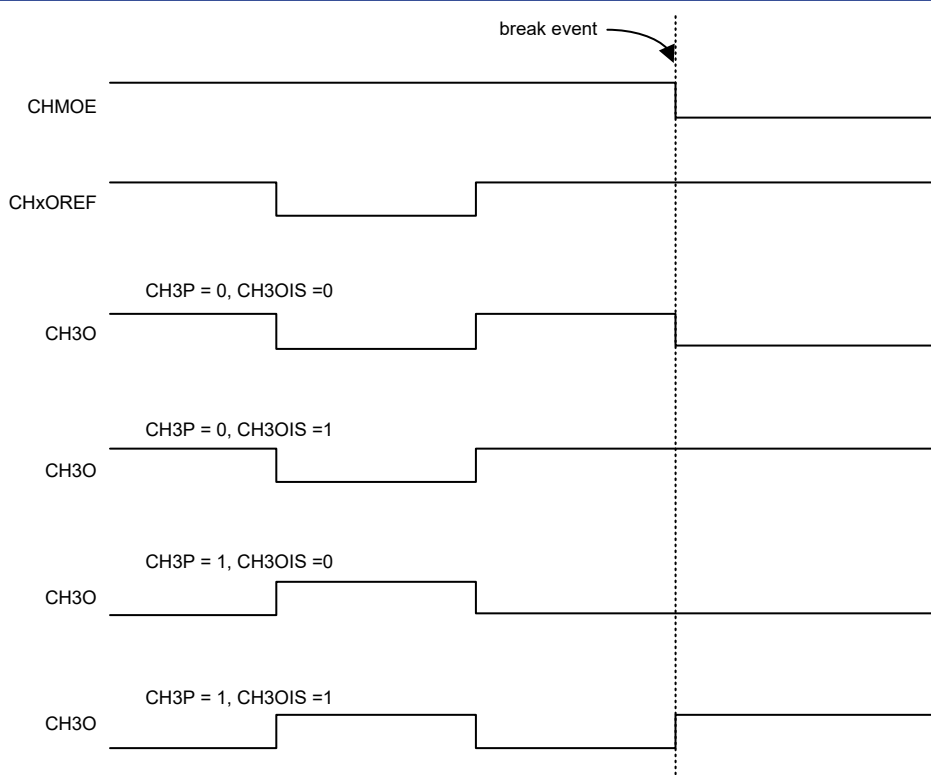 break event
CHMOE
CHxOREF
CH3P = 0, CH3OIS =0
CH3O
CH3P = 0, CH3OIS =1
CH3O
CH3P = 1, CH3OIS =0
CH3O
CH3P = 1, CH3OIS =1
CH3O